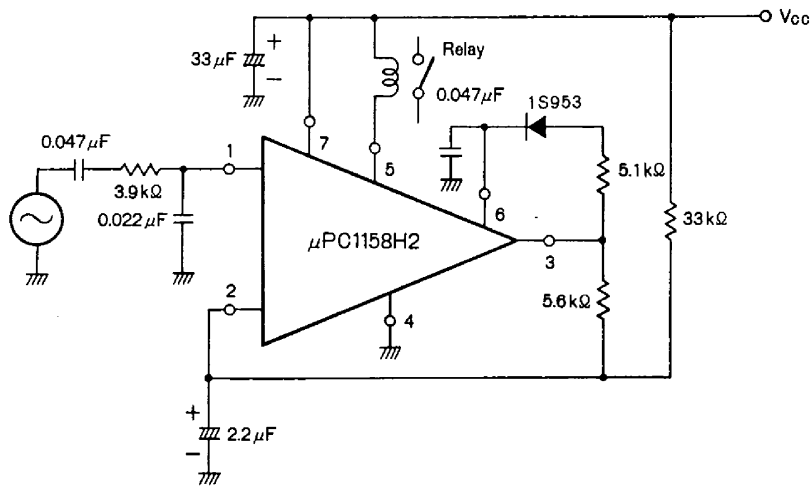 Vcc
+
33μF
−
Relay
0.047μF
1S953
0.047μF
1
7
5
5.1kΩ
3.9kΩ
6
0.022μF
μPC1158H2
33kΩ
3
2
5.6kΩ
4
+
2.2μF
−